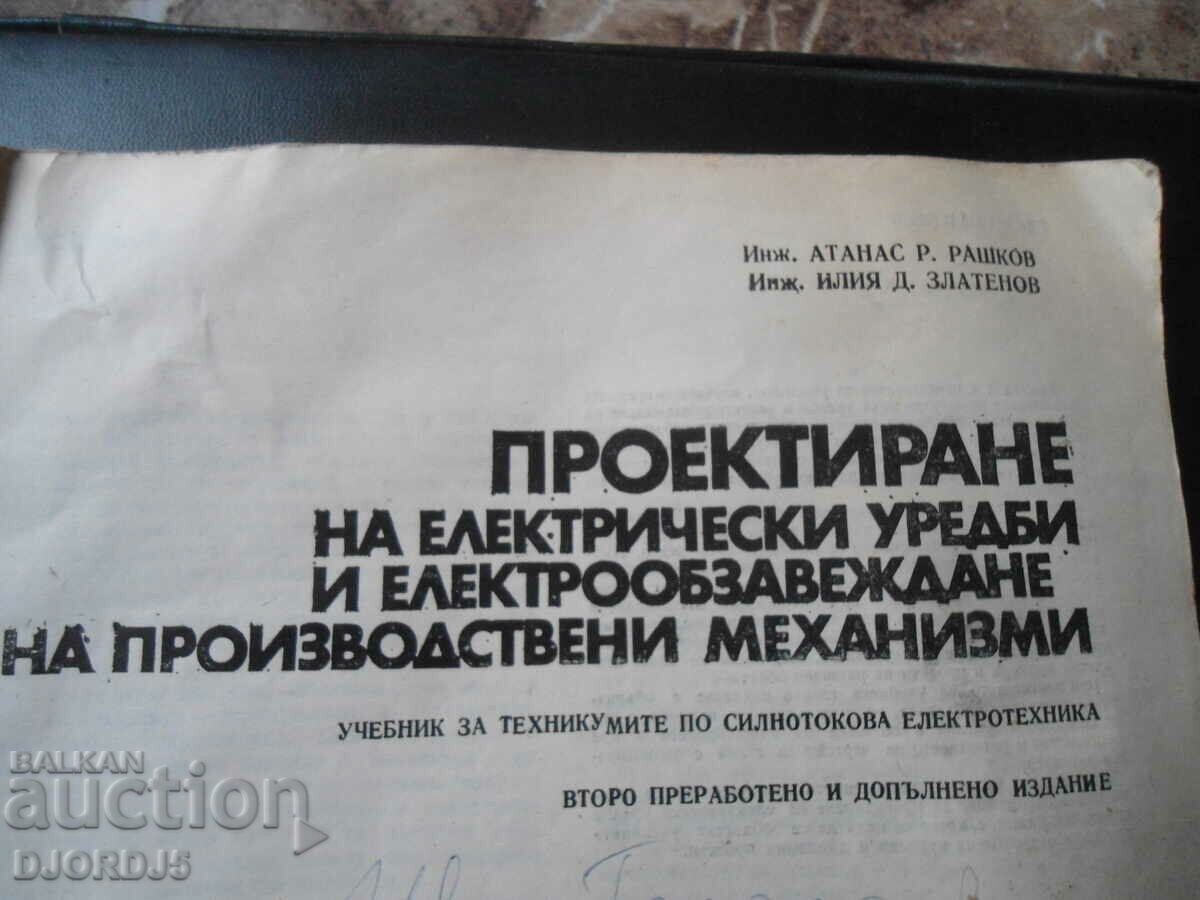 Инж. АТАНАС Р. РАШКОВ
Инж. ИЛИЯ Д. ЗЛАТЕНОВ
ПРОЕКТИРАНЕ
НА ЕЛЕКТРИЧЕСКИ УРЕДБИ
И ЕЛЕКТРООБЗАВЕЖДАНЕ
НА ПРОИЗВОДСТВЕНИ МЕХАНИЗМИ
УЧЕБНИК ЗА ТЕХНИКУМИТЕ ПО СИЛНОТОКОВА ЕЛЕКТРОТЕХНИКА
ВТОРО ПРЕРАБОТЕНО И ДОПЪЛНЕНО ИЗДАНИЕ
BALKAN
auction
DJORDJ5